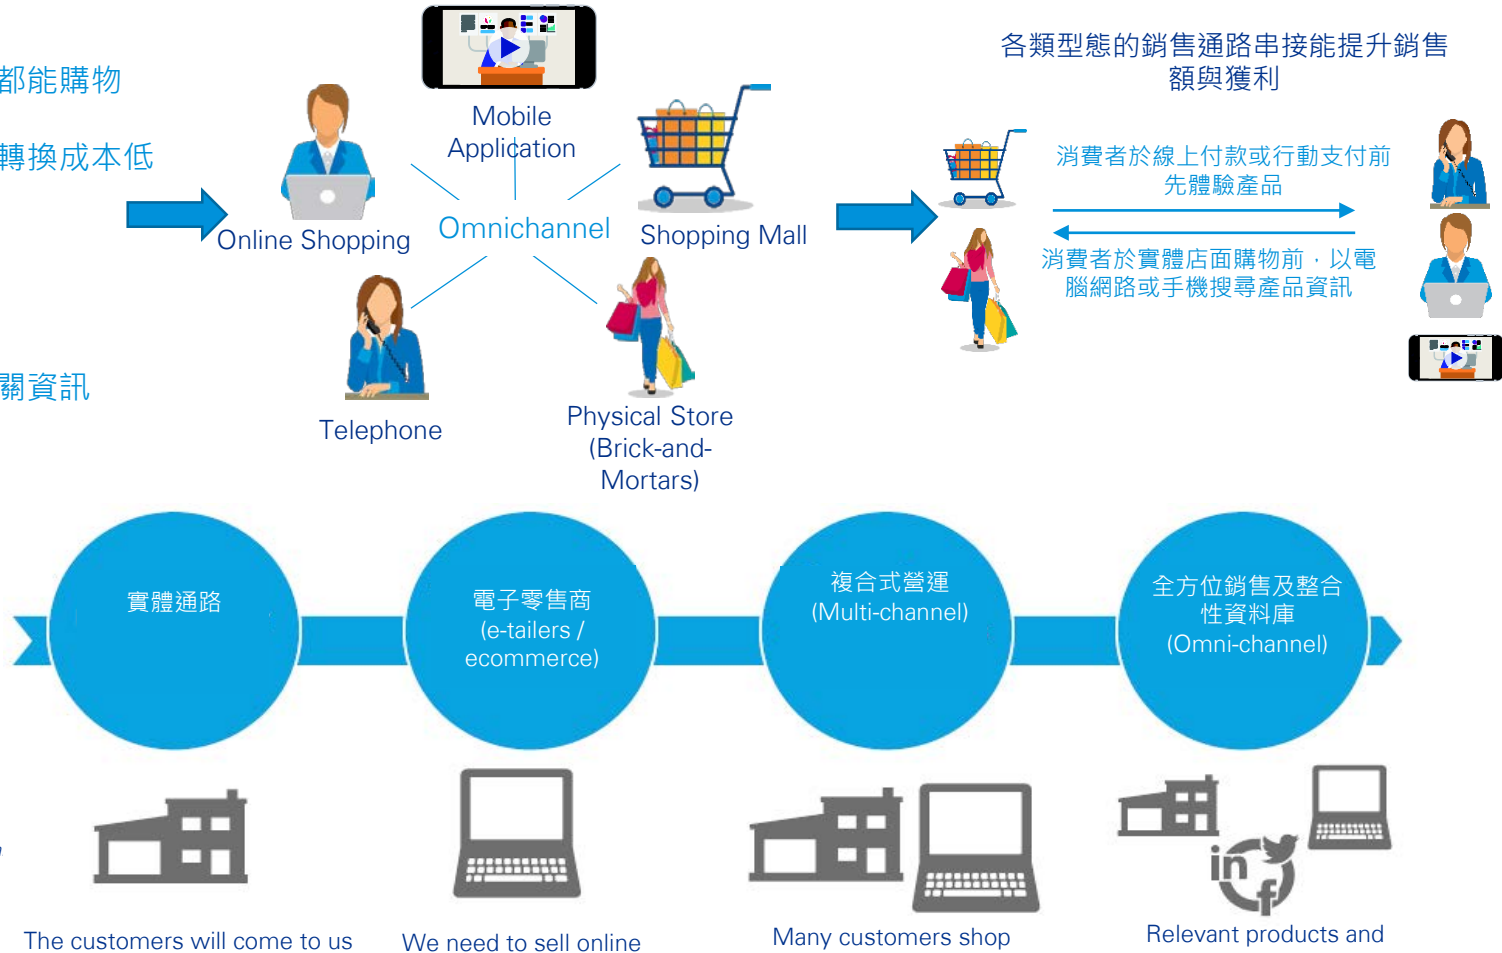 都能購物
轉換成本低
關資訊
Mobile
Application
Online Shopping
Omnichannel
Shopping Mall
Telephone
Physical Store
(Brick-and-
Mortars)
各類型態的銷售通路串接能提升銷售
額與獲利
消費者於線上付款或行動支付前
先體驗產品
消費者於實體店面購物前，以電
腦網路或手機搜尋產品資訊
實體通路
電子零售商
(e-tailers /
ecommerce)
複合式營運
(Multi-channel)
全方位銷售及整合
性資料庫
(Omni-channel)
in
f
The customers will come to us
We need to sell online
Many customers shop
Relevant products and